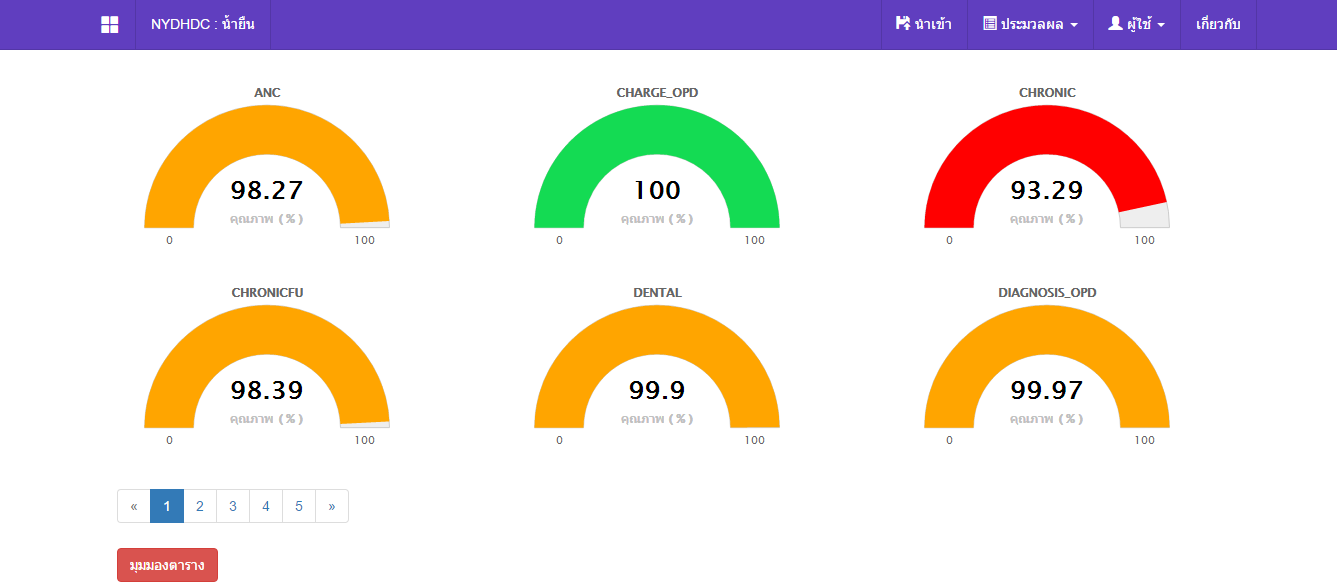 NYDHDC : น้ำยืน นำเข้า ประมวลผล ผู้ใช้ เกี่ยวกับ
ANC CHARGE_OPD CHRONIC
98.27 100 93.29
คุณภาพ (%) คุณภาพ (%) คุณภาพ (%)
0 100 0 100 0 100
CHRONICFU DENTAL DIAGNOSIS_OPD
98.39 99.9 99.97
คุณภาพ (%) คุณภาพ (%) คุณภาพ (%)
0 100 0 100 0 100
« 1 2 3 4 5 »
มุมมองตาราง